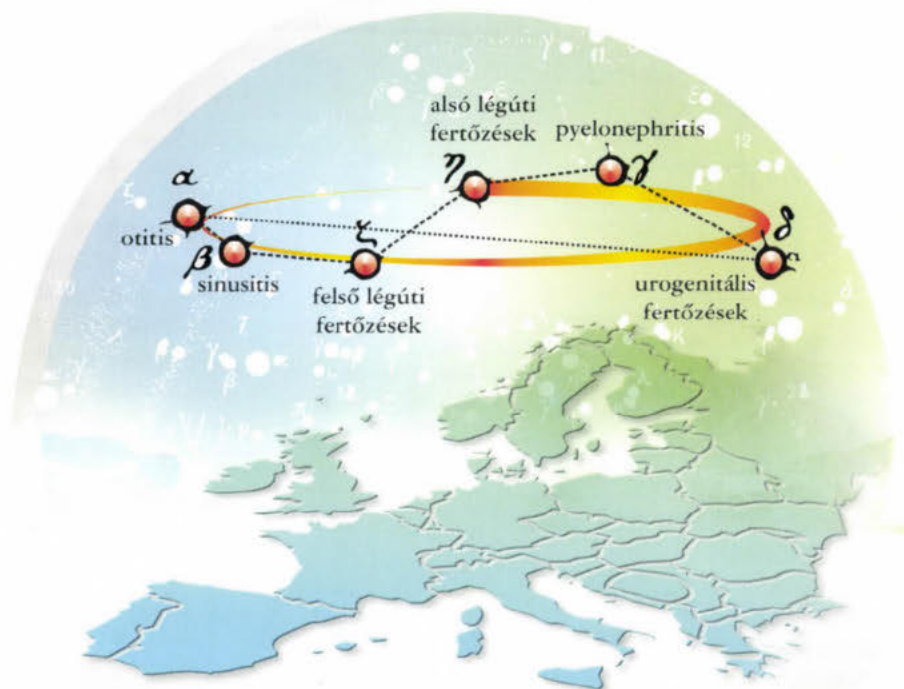 alsó légúti
fertőzések
pyelonephritis
η
γ
α
otitis
β
sinusitis
ζ
felső légúti
fertőzések
δ
urogenitális
fertőzések